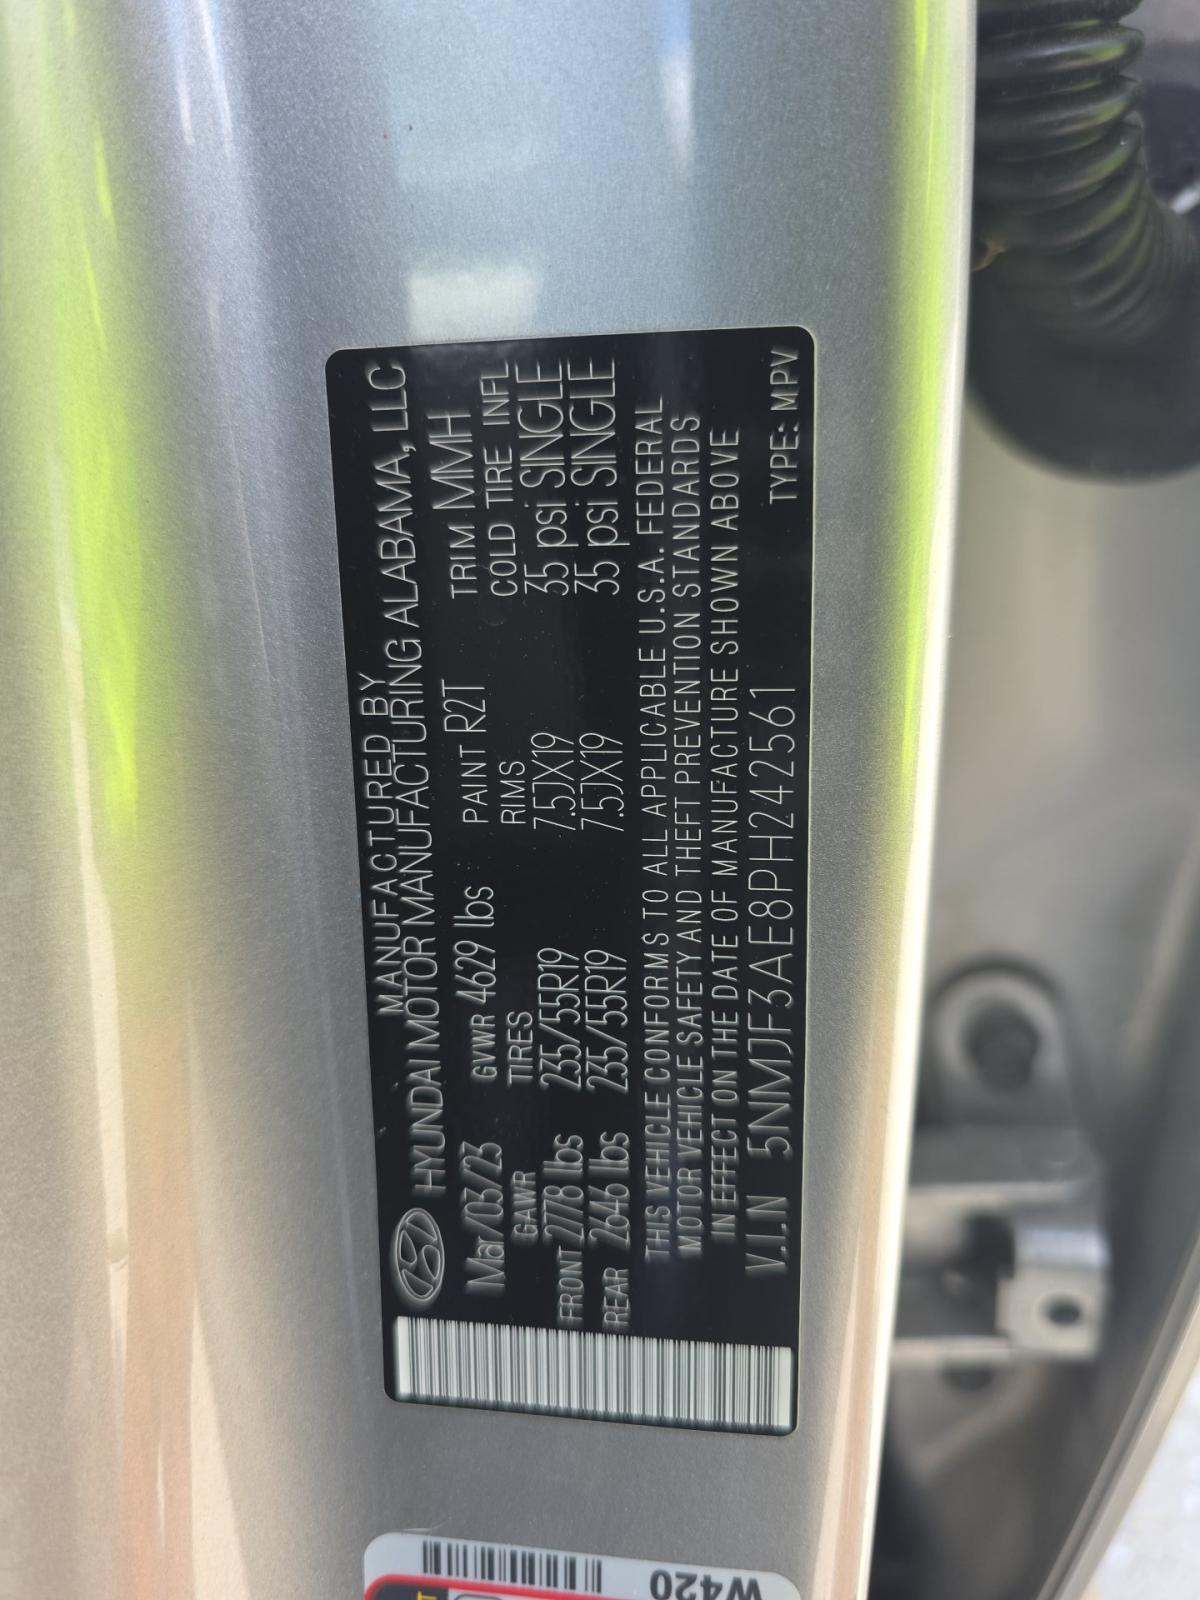 MANUFACTURED BY
HYUNDAI MOTOR MANUFACTURING ALABAMA, LLC
Mar/03/23 GVWR 4629 lbs PAINT R2T TRIM MMH
GAWR TIRES RIMS COLD TIRE INFL
FRONT 2778 lbs 235/55R19 7.5JX19 35 psi SINGLE
REAR 2646 lbs 235/55R19 7.5JX19 35 psi SINGLE
THIS VEHICLE CONFORMS TO ALL APPLICABLE U.S.A. FEDERAL
MOTOR VEHICLE SAFETY AND THEFT PREVENTION STANDARDS
IN EFFECT ON THE DATE OF MANUFACTURE SHOWN ABOVE
V.I.N 5NMJF3AE8PH242561 TYPE: MPV
W420